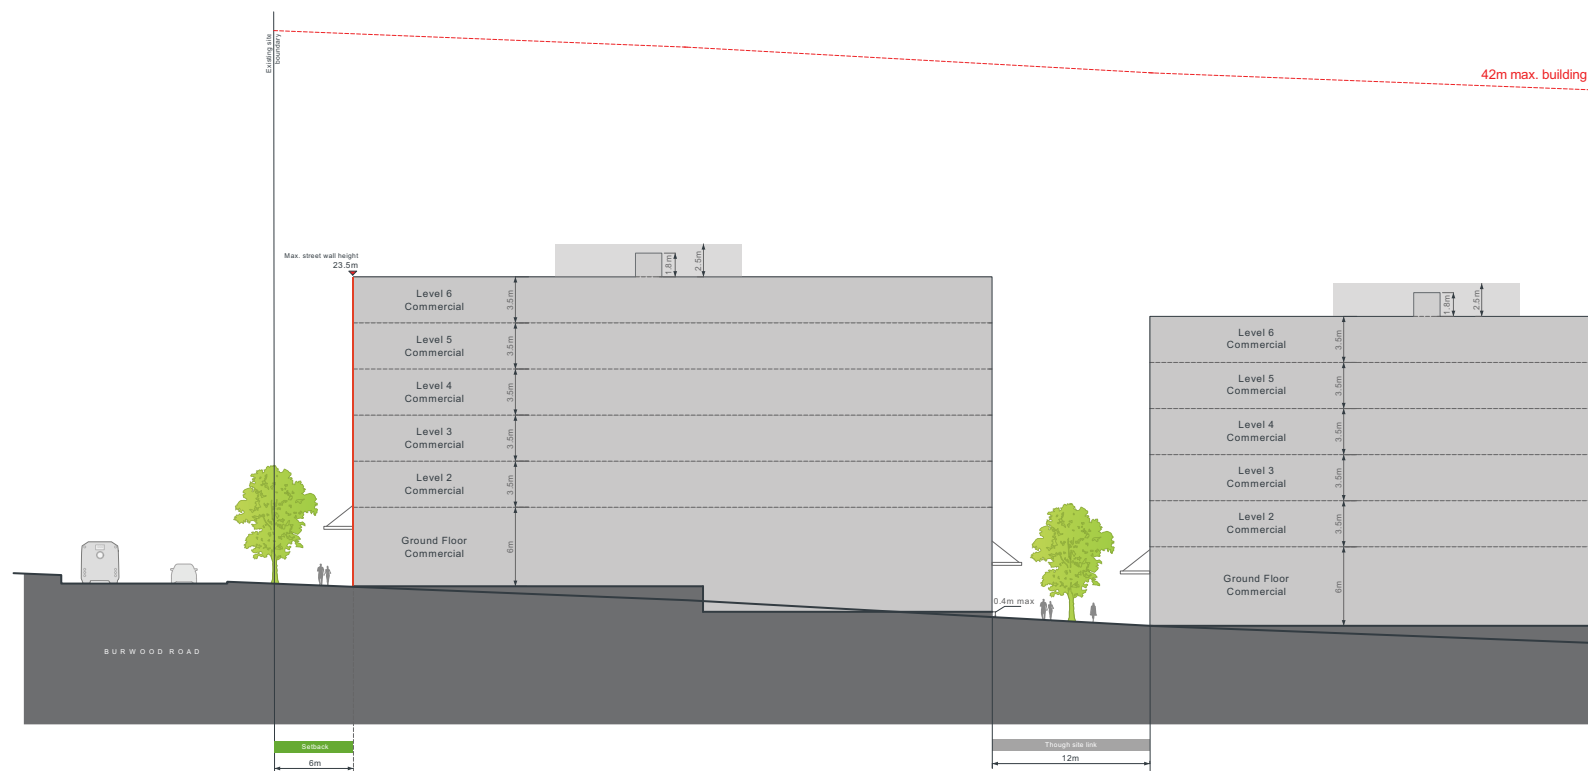 Existing site
boundary
42m max. building
Max. street wall height
23.5m
1.8m
2.5m
Level 6
Commercial
3.5m
Level 5
Commercial
3.5m
Level 4
Commercial
3.5m
Level 3
Commercial
3.5m
Level 2
Commercial
3.5m
Ground Floor
Commercial
6m
0.4m max
1.8m
2.5m
Level 6
Commercial
3.5m
Level 5
Commercial
3.5m
Level 4
Commercial
3.5m
Level 3
Commercial
3.5m
Level 2
Commercial
3.5m
Ground Floor
Commercial
6m
BURWOOD ROAD
Setback
6m
Though site link
12m